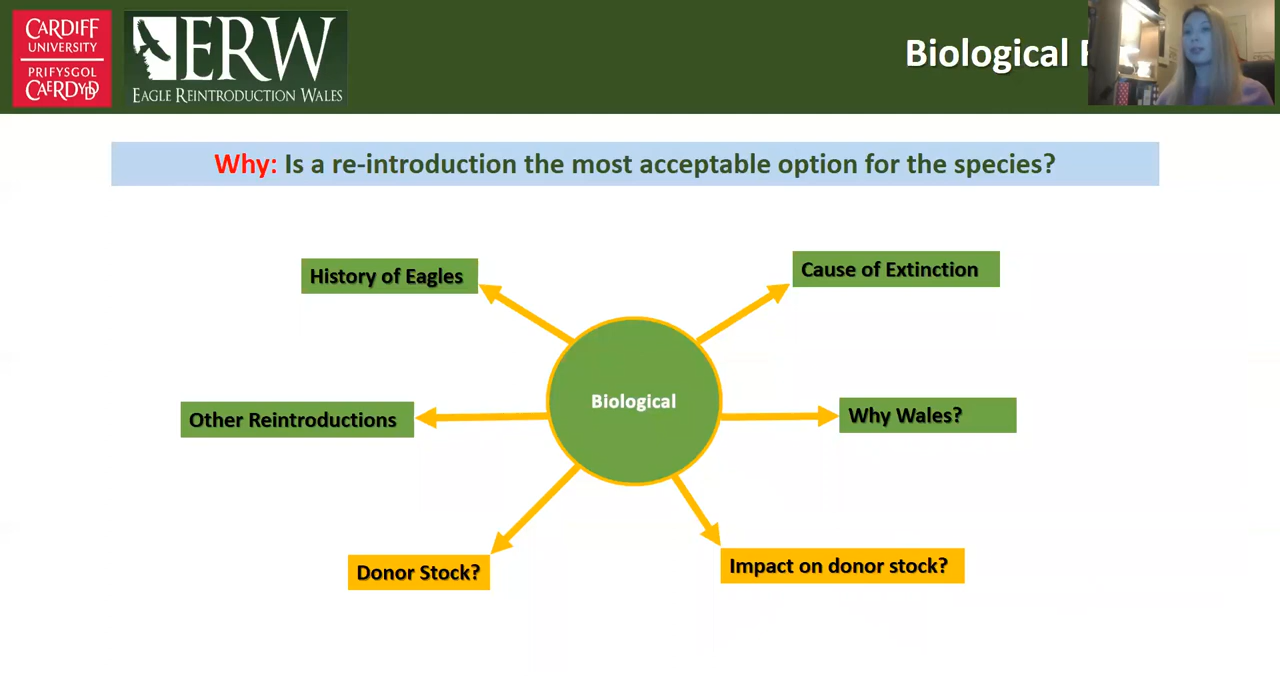 CARDIFF
UNIVERSITY
PRIFYSGOL
CAERDYDD
ERW
EAGLE REINTRODUCTION WALES
Biological
Why: Is a re-introduction the most acceptable option for the species?
History of Eagles
Cause of Extinction
Biological
Other Reintroductions
Why Wales?
Donor Stock?
Impact on donor stock?